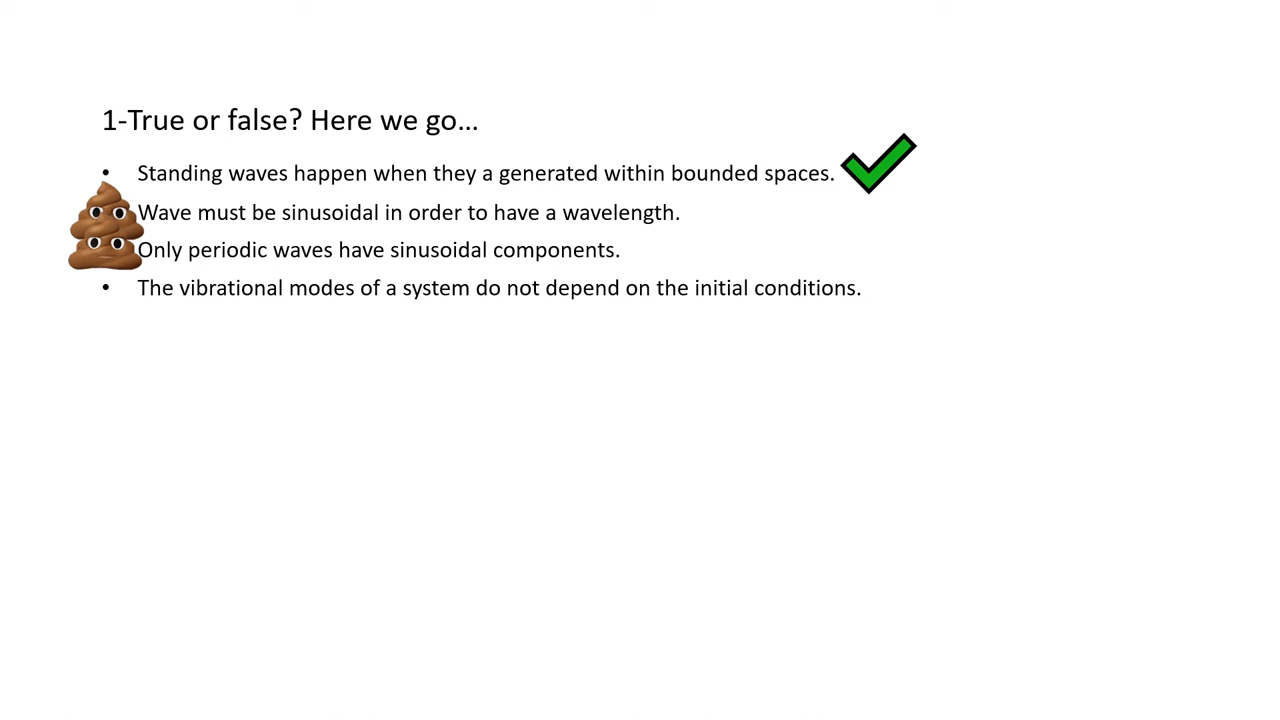 1-True or false? Here we go...
• Standing waves happen when they a generated within bounded spaces.
Wave must be sinusoidal in order to have a wavelength.
Only periodic waves have sinusoidal components.
• The vibrational modes of a system do not depend on the initial conditions.